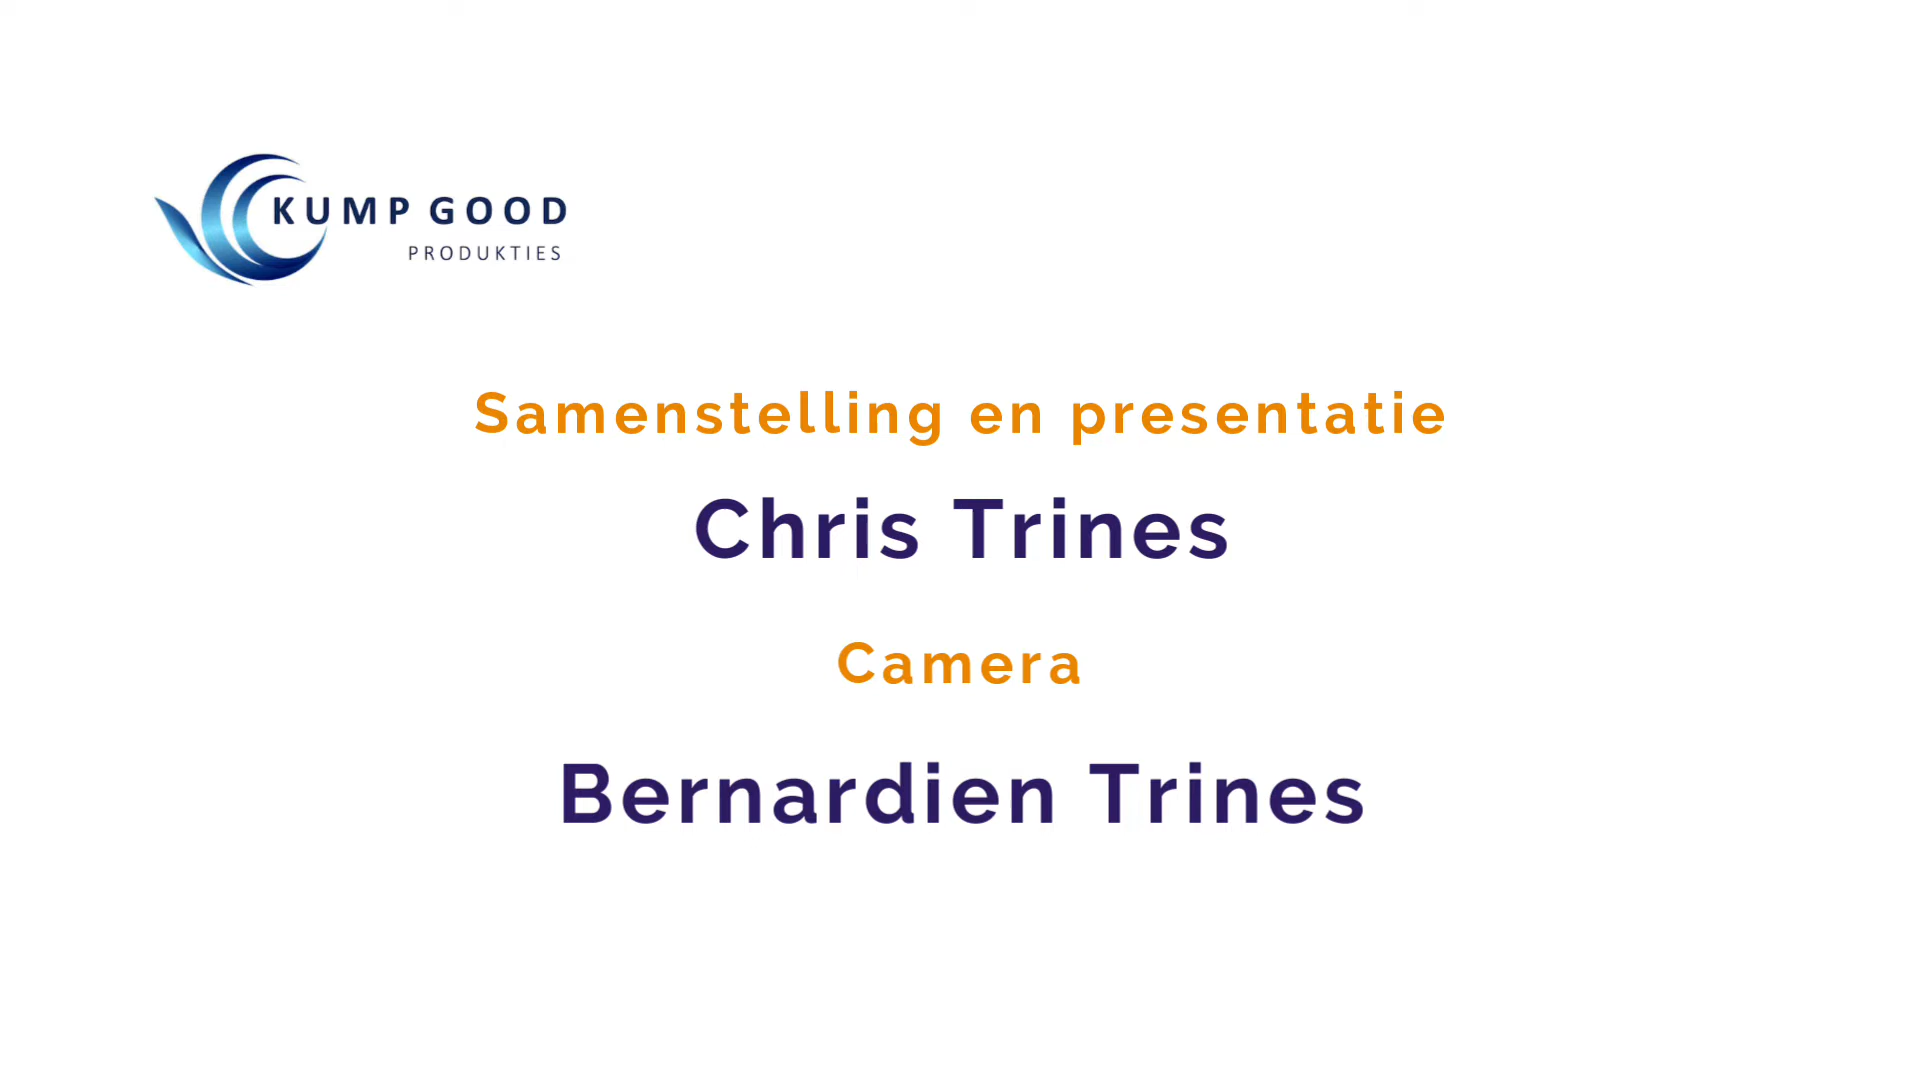 KUMP GOOD
PRODUKTIES
Samenstelling en presentatie
Chris Trines
Camera
Bernardien Trines